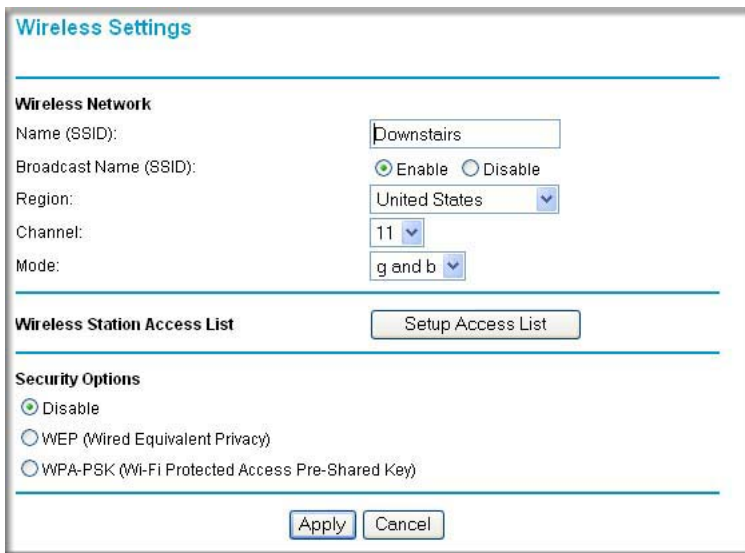 Wireless Settings
Wireless Network
Name (SSID): Downstairs
Broadcast Name (SSID): Enable Disable
Region: United States
Channel: 11
Mode: g and b
Wireless Station Access List Setup Access List
Security Options
Disable
WEP (Wired Equivalent Privacy)
WPA-PSK (Wi-Fi Protected Access Pre-Shared Key)
Apply Cancel